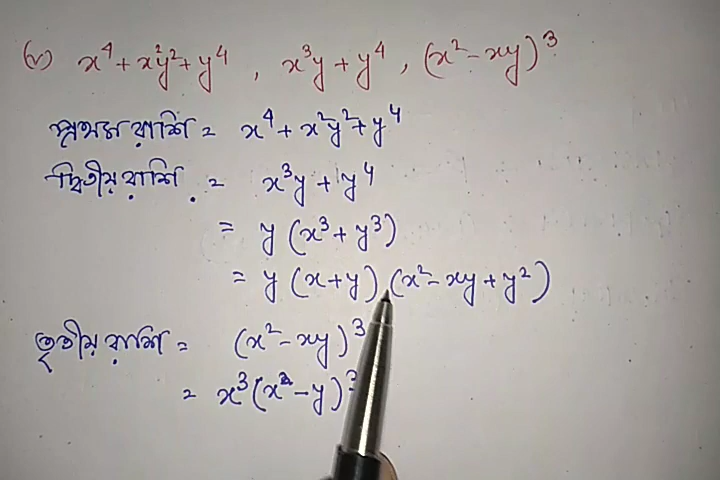 (v) x⁴ + x²y² + y⁴ , x³y + y⁴ , (x² - xy)³
প্রথম রাশি = x⁴ + x²y² + y⁴
দ্বিতীয় রাশি = x³y + y⁴
= y (x³ + y³)
= y (x + y) (x² - xy + y²)
তৃতীয় রাশি = (x² - xy)³
= x³ (x - y)³